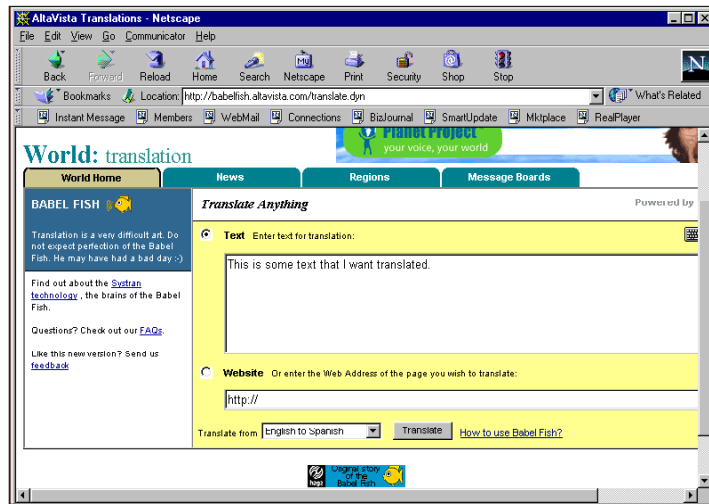 AltaVista Translations - Netscape
File Edit View Go Communicator Help
Back Forward Reload Home Search Netscape Print Security Shop Stop
N
Bookmarks Location: http://babelfish.altavista.com/translate.dyn What's Related
Instant Message Members WebMail Connections BizJournal SmartUpdate Mktplace RealPlayer
Planet Project
your voice, your world
World: translation
World Home News Regions Message Boards
BABEL FISH
Translate Anything
Powered by
Translation is a very difficult art. Do
not expect perfection of the Babel
Fish. He may have had a bad day :-)
Find out about the Systran
technology , the brains of the Babel
Fish.
Questions? Check out our FAQs.
Like this new version? Send us
feedback
Text Enter text for translation:
This is some text that I want translated.
Website Or enter the Web Address of the page you wish to translate:
http://
Translate from English to Spanish Translate How to use Babel Fish?
h2g2
Original story
of the
Babel Fish